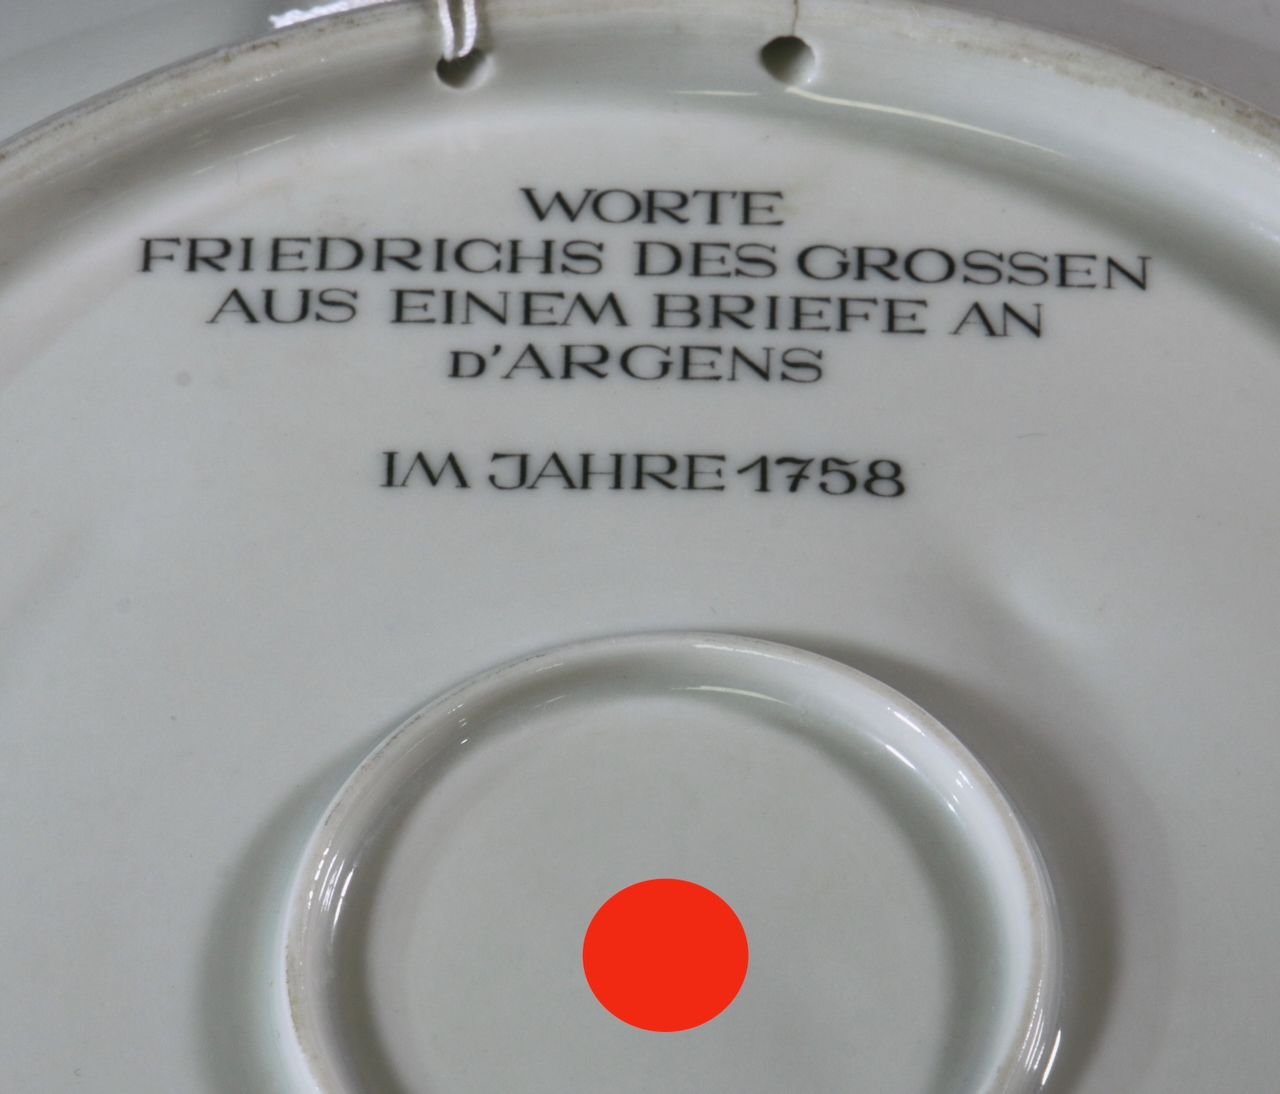 WORTE
FRIEDRICHS DES GROSSEN
AUS EINEM BRIEFE AN
D'ARGENS
IM JAHRE 1758